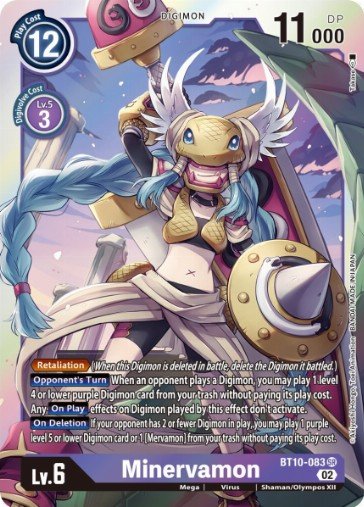 Play Cost
12
DIGIMON
11000
DP
Digivolve Cost
Lv.5
3
Retaliation (When this Digimon is deleted in battle, delete the Digimon it battled.)
Opponent's Turn When an opponent plays a Digimon, you may play 1 level
4 or lower purple Digimon card from your trash without paying its play cost.
Any On Play effects on Digimon played by this effect don't activate.
On Deletion If your opponent has 2 or fewer Digimon in play, you may play 1 purple
level 5 or lower Digimon card or 1 [Mervamon] from your trash without paying its play cost.
BT10-083 SR
Lv.6
Minervamon
02
Mega
Virus
Shaman/Olympos XII